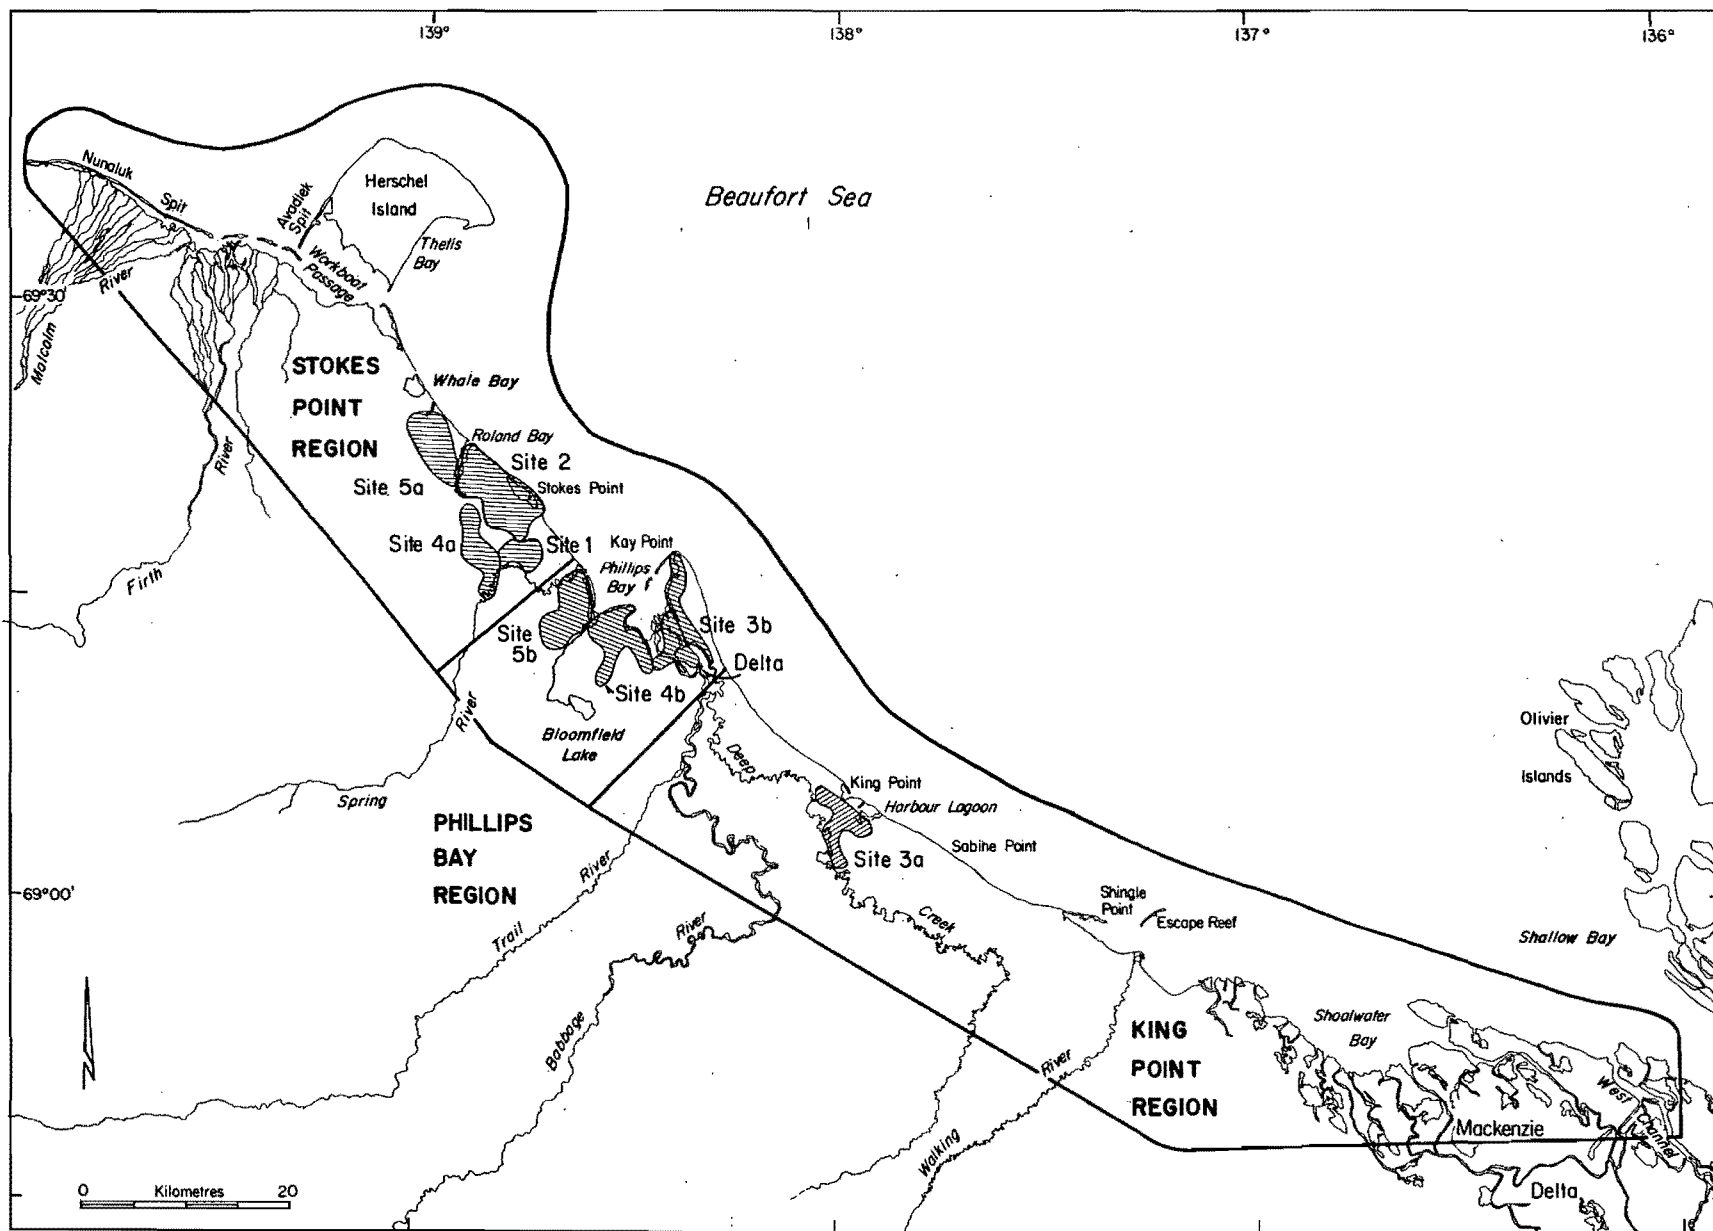 139°
138°
137°
136°
Nunaluk
Spit
Avadlek
Spit
Herschel
Island
Beaufort Sea
Thetis
Bay
Workboat
Passage
River
Malcolm
69°30'
STOKES
POINT
REGION
Whale Bay
Roland Bay
Site 2
Stokes Point
Site 5a
River
Firth
Site 4a
Site 1
Kay Point
Phillips
Bay
Site
5b
Site 3b
Delta
Site 4b
River
Bloomfield
Lake
Spring
Deep
King Point
Harbour Lagoon
Sabine Point
Site 3a
Olivier
Islands
PHILLIPS
BAY
REGION
69°00'
River
Trail
River
Babbage
Creek
Shingle
Point
Escape Reef
Shallow Bay
KING
POINT
REGION
River
Walking
Shoalwater
Bay
West
Channel
Mackenzie
Delta
0 Kilometres 20